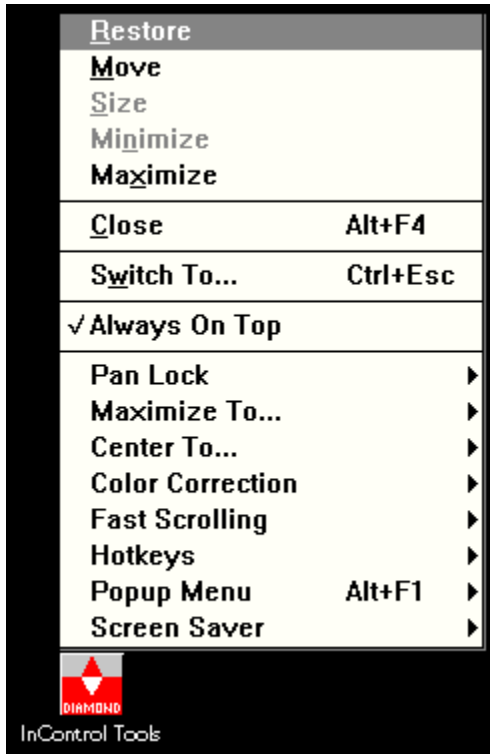 Restore
Move
Size
Minimize
Maximize
Close Alt+F4
Switch To... Ctrl+Esc
√ Always On Top
Pan Lock
Maximize To...
Center To...
Color Correction
Fast Scrolling
Hotkeys
Popup Menu Alt+F1
Screen Saver
DIAMOND
InControl Tools